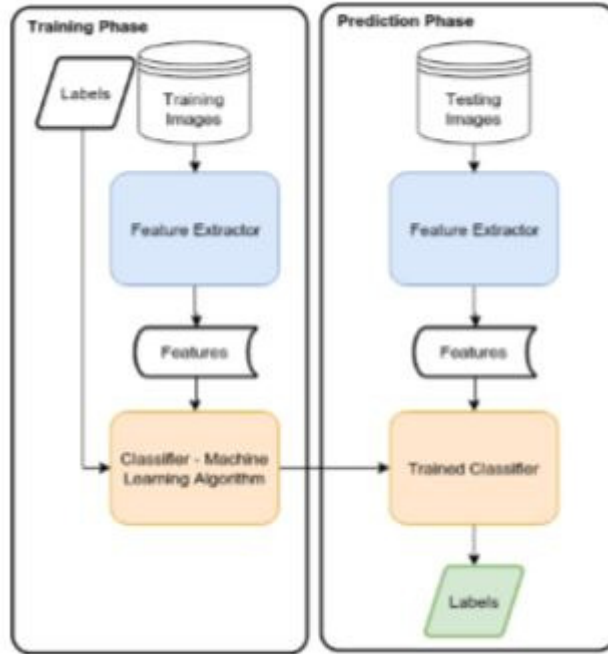 Training Phase
Labels
Training
Images
Feature Extractor
Features
Classifier - Machine
Learning Algorithm
Prediction Phase
Testing
Images
Feature Extractor
Features
Trained Classifier
Labels